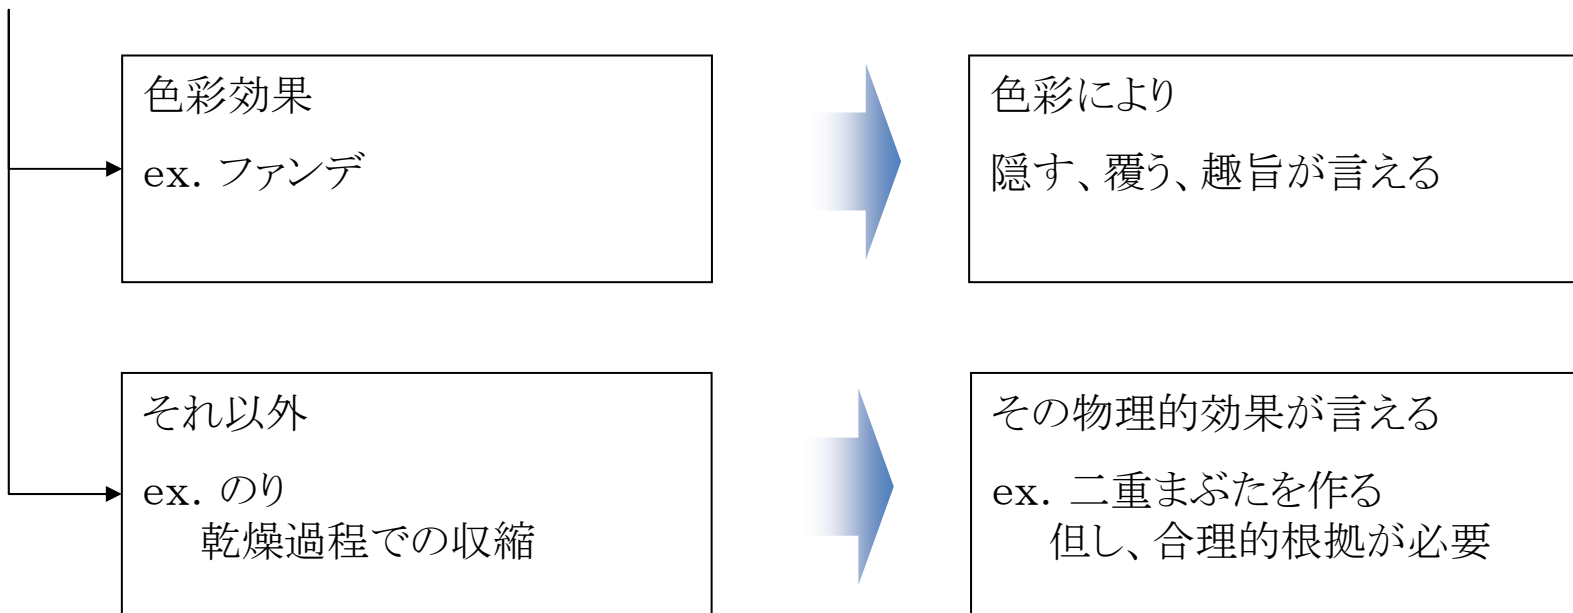 色彩効果
ex. ファンデ
色彩により
隠す、覆う、趣旨が言える
それ以外
ex. のり
乾燥過程での収縮
その物理的効果が言える
ex. 二重まぶたを作る
但し、合理的根拠が必要